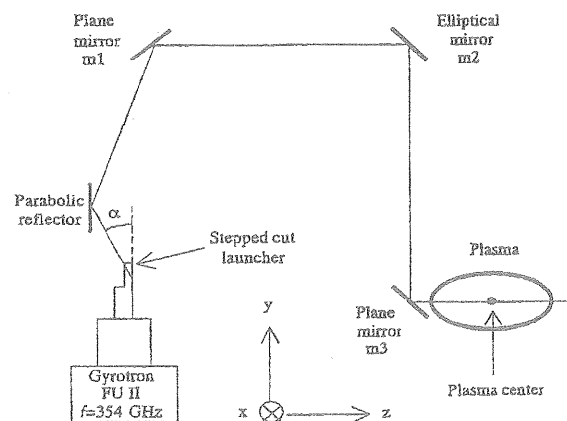 Plane
mirror
m1
Elliptical
mirror
m2
Parabolic
reflector
α
Stepped cut
launcher
Plasma
Plane
mirror
m3
y
Plasma center
Gyrotron
FU II
f=354 GHz
x
z